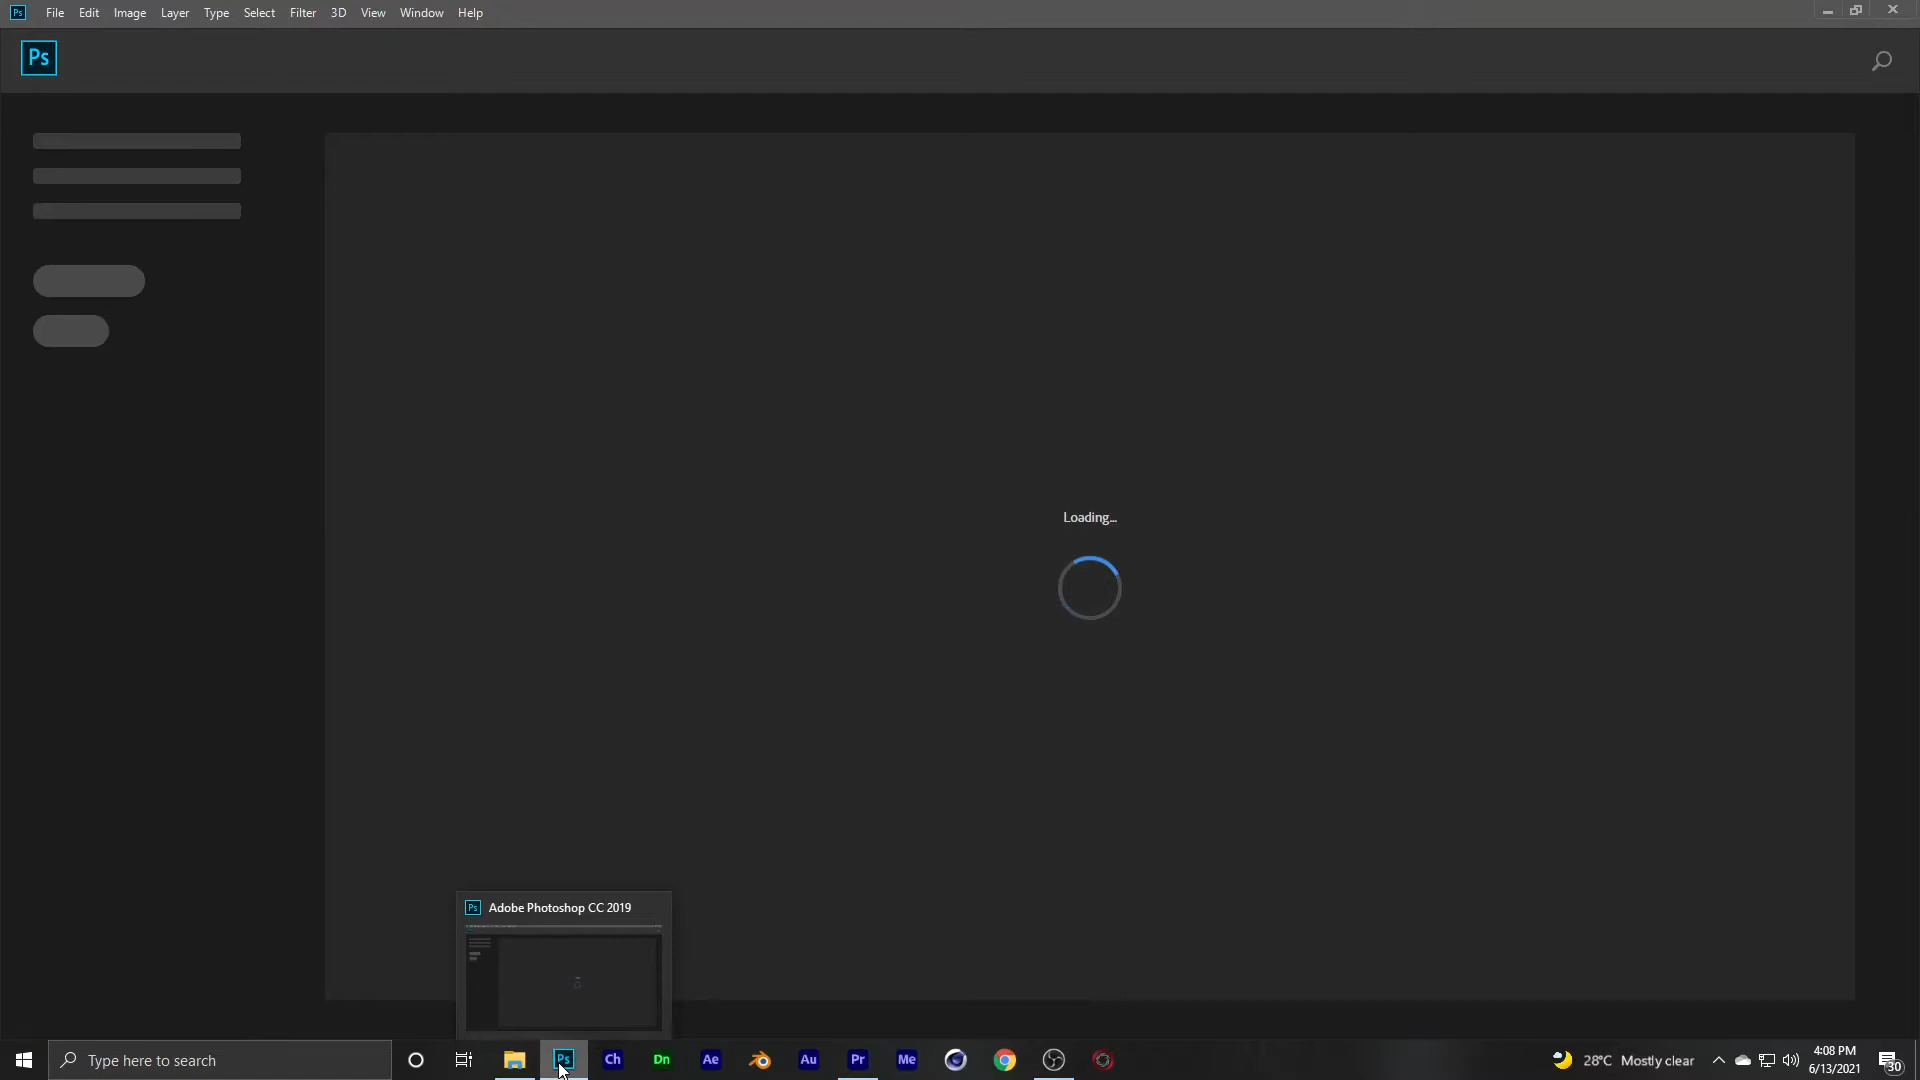 Ps File Edit Image Layer Type Select Filter 3D View Window Help
Ps
Loading...
Ps Adobe Photoshop CC 2019
Type here to search
Ps Ch Dn Ae Au Pr Me
28°C Mostly clear
4:08 PM
6/13/2021
30